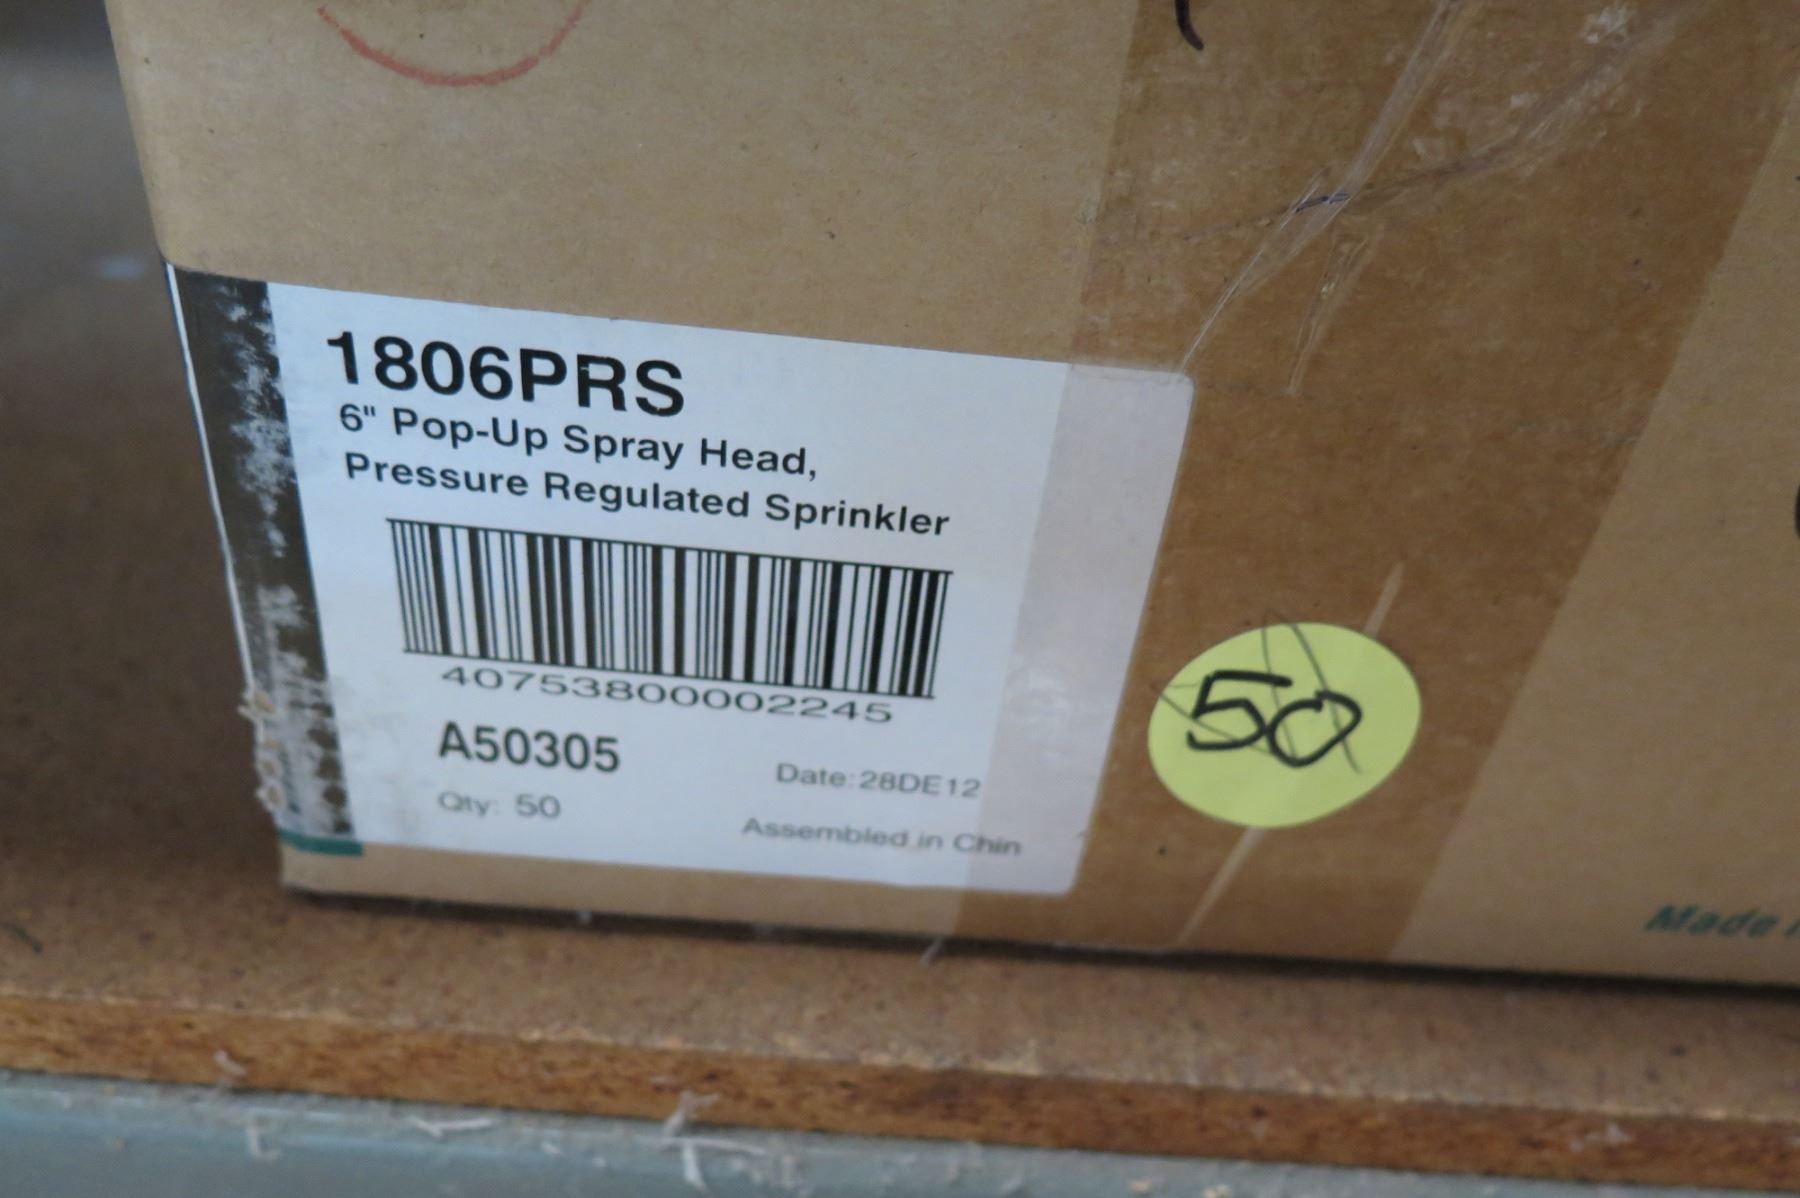 1806PRS
6" Pop-Up Spray Head,
Pressure Regulated Sprinkler
40753800002245
A50305
Date:28DE12
Qty: 50
Assembled in Chin
50
Made